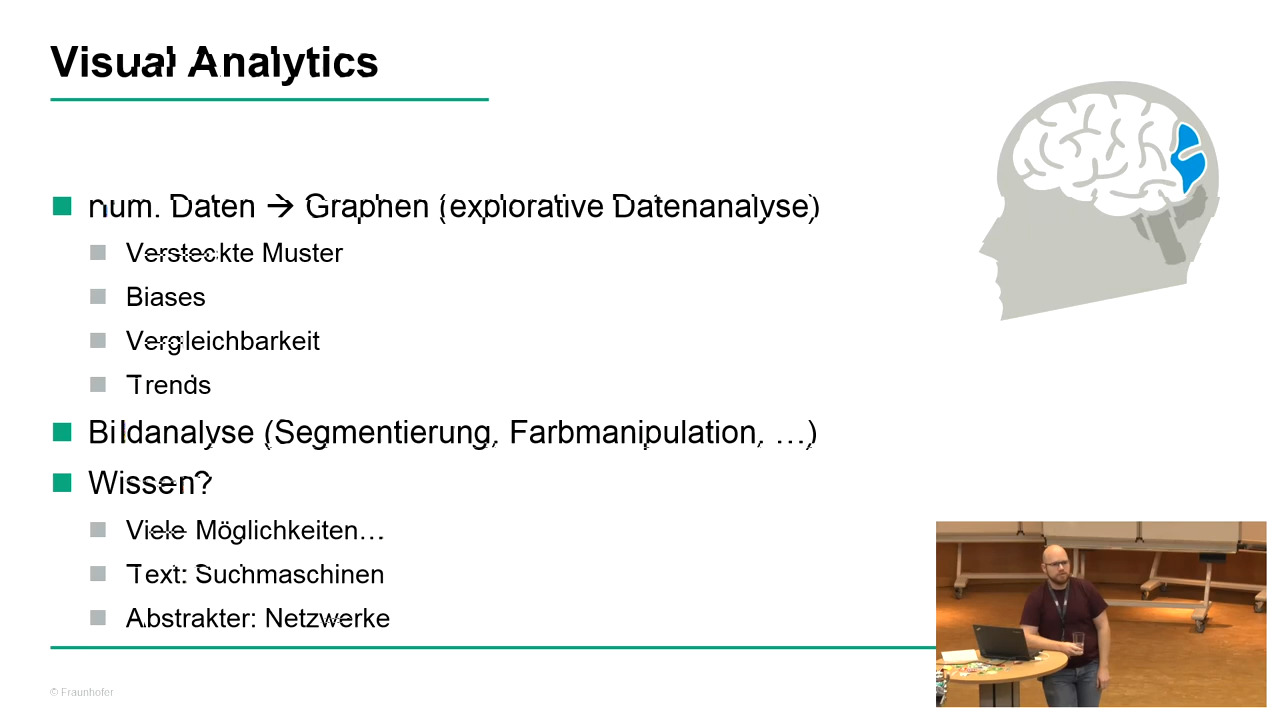 Visual Analytics
num. Daten → Graphen (explorative Datenanalyse)
Versteckte Muster
Biases
Vergleichbarkeit
Trends
Bildanalyse (Segmentierung, Farbmanipulation, …)
Wissen?
Viele Möglichkeiten…
Text: Suchmaschinen
Abstrakter: Netzwerke
© Fraunhofer